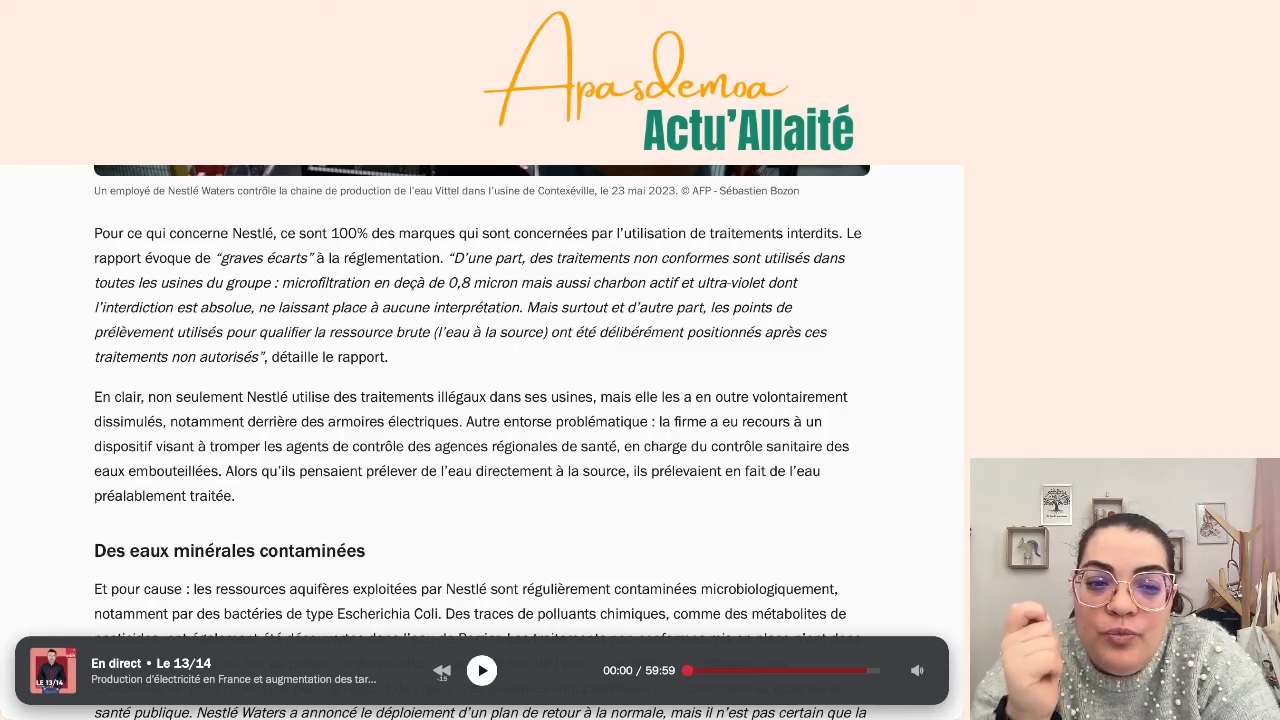 Apasdemoa
Actu'Allaité
Un employé de Nestlé Waters contrôle la chaine de production de l'eau Vittel dans l'usine de Contexéville, le 23 mai 2023. © AFP - Sébastien Bozon
Pour ce qui concerne Nestlé, ce sont 100% des marques qui sont concernées par l'utilisation de traitements interdits. Le
rapport évoque de “graves écarts” à la réglementation. “D'une part, des traitements non conformes sont utilisés dans
toutes les usines du groupe : microfiltration en deçà de 0,8 micron mais aussi charbon actif et ultra-violet dont
l'interdiction est absolue, ne laissant place à aucune interprétation. Mais surtout et d'autre part, les points de
prélèvement utilisés pour qualifier la ressource brute (l'eau à la source) ont été délibérément positionnés après ces
traitements non autorisés”, détaille le rapport.
En clair, non seulement Nestlé utilise des traitements illégaux dans ses usines, mais elle les a en outre volontairement
dissimulés, notamment derrière des armoires électriques. Autre entorse problématique : la firme a eu recours à un
dispositif visant à tromper les agents de contrôle des agences régionales de santé, en charge du contrôle sanitaire des
eaux embouteillées. Alors qu'ils pensaient prélever de l'eau directement à la source, ils prélevaient en fait de l'eau
préalablement traitée.
Des eaux minérales contaminées
Et pour cause : les ressources aquifères exploitées par Nestlé sont régulièrement contaminées microbiologiquement,
notamment par des bactéries de type Escherichia Coli. Des traces de polluants chimiques, comme des métabolites de
LE 13/14
En direct • Le 13/14
Production d'électricité en France et augmentation des tar...
-15
00:00 / 59:59
santé publique. Nestlé Waters a annoncé le déploiement d'un plan de retour à la normale, mais il n'est pas certain que la